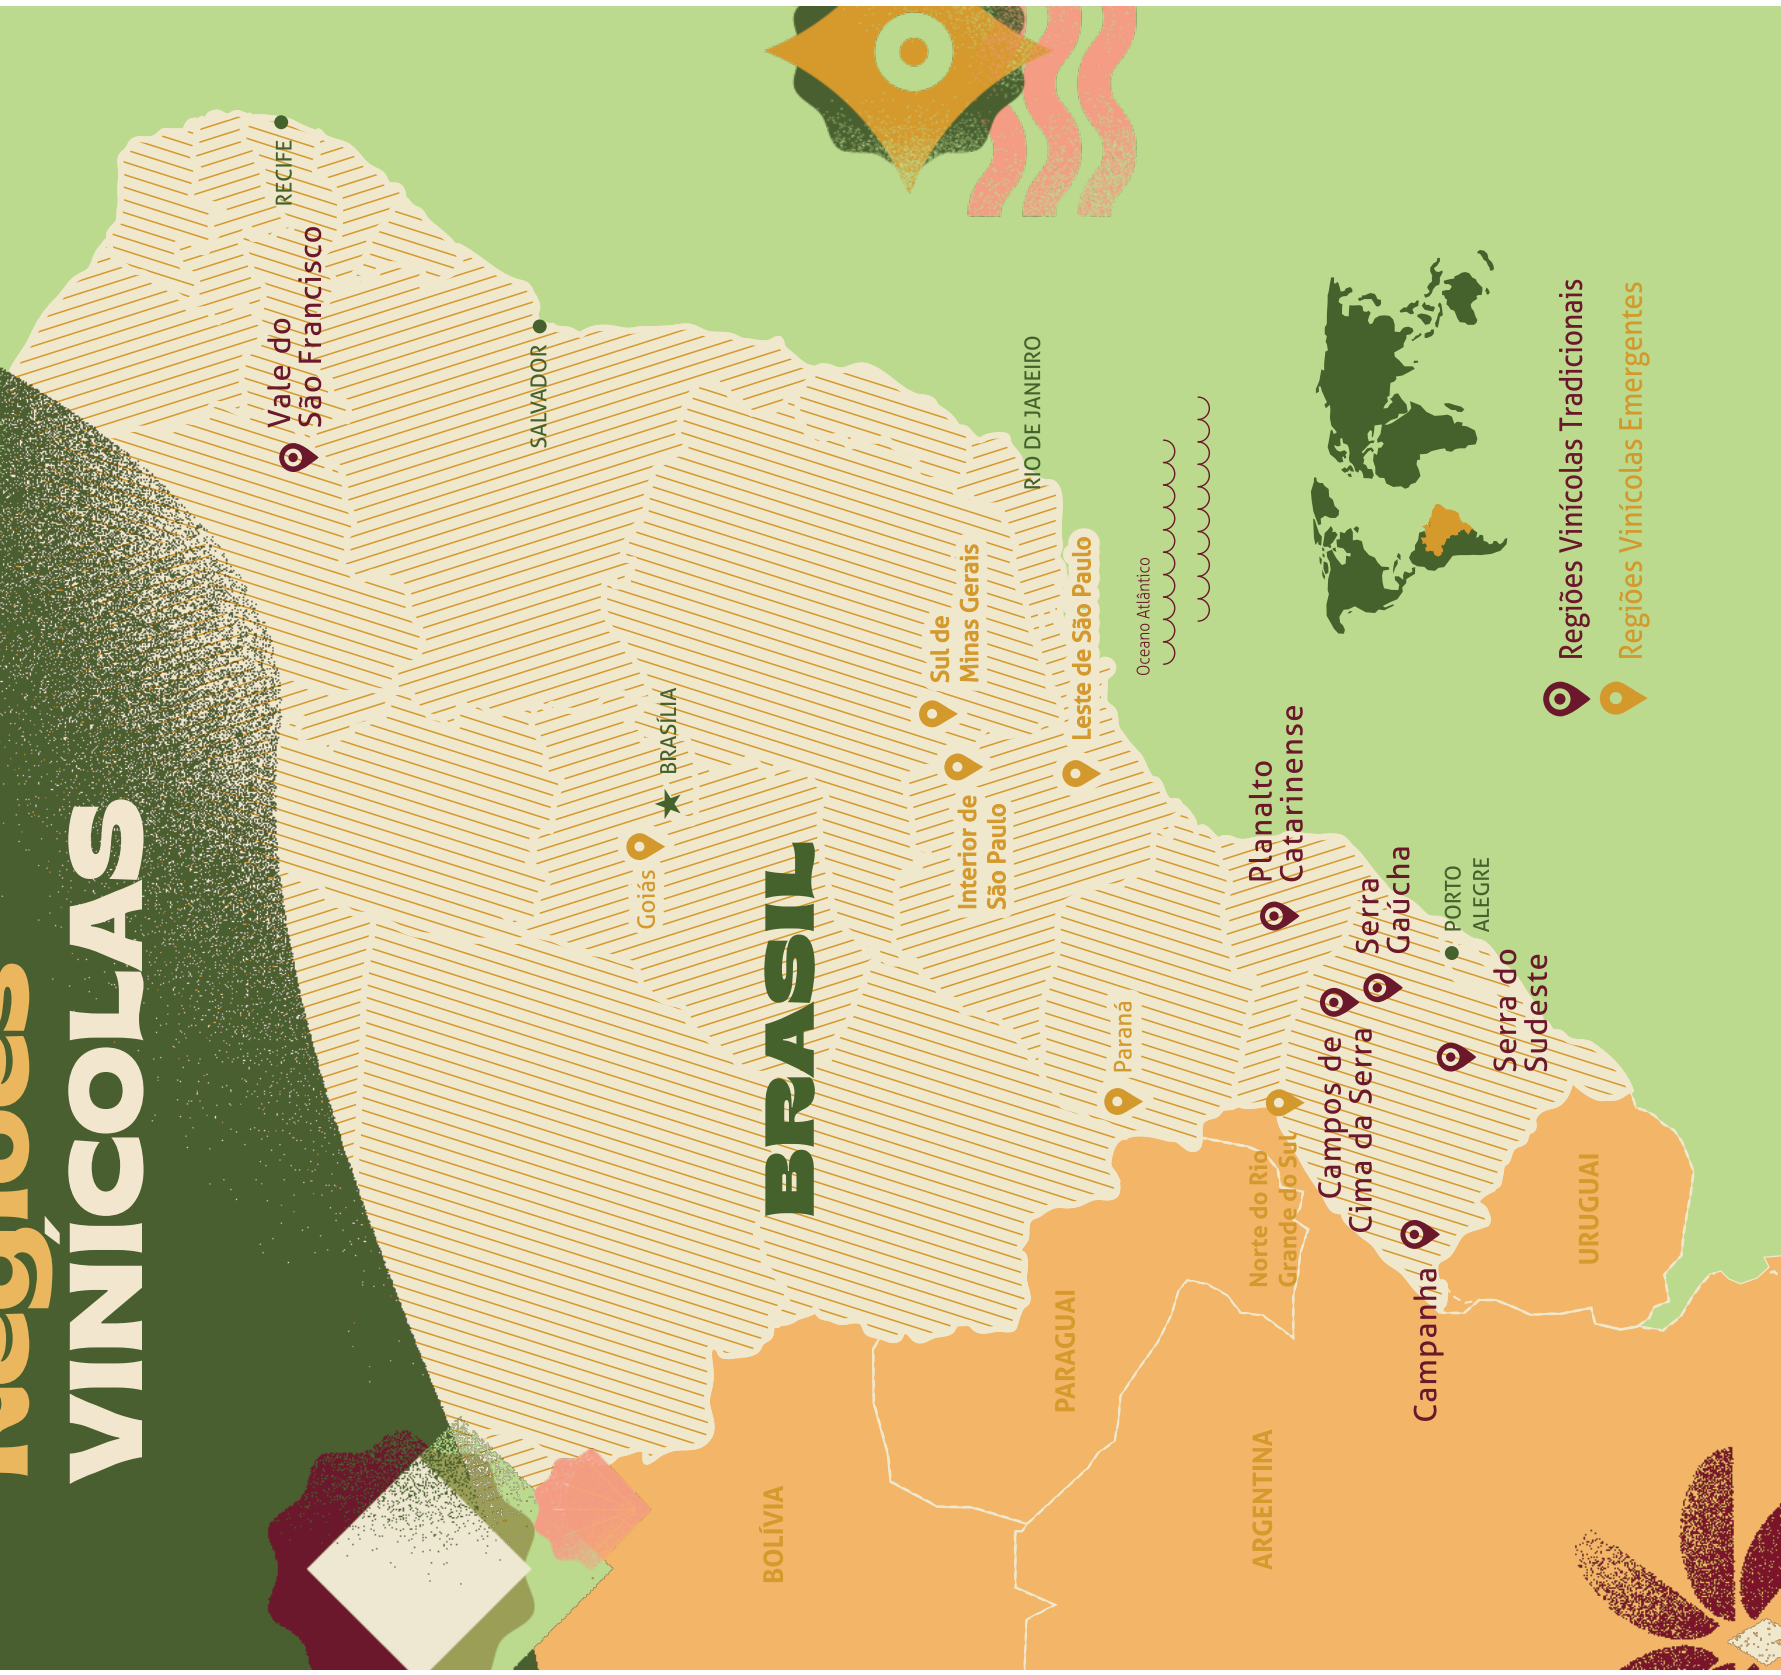 Regiões
VINÍCOLAS
RECIFE
Vale do
São Francisco
SALVADOR
Goiás
BRASÍLIA
BRASIL
Sul de
Minas Gerais
Interior de
São Paulo
RIO DE JANEIRO
Leste de São Paulo
Oceano Atlântico
Paraná
Planalto
Catarinense
Norte do Rio
Grande do Sul
Campos de
Cima da Serra
Serra
Gaúcha
PORTO
ALEGRE
Serra do
Sudeste
Campanha
BOLÍVIA
PARAGUAI
ARGENTINA
URUGUAI
Regiões Vinícolas Tradicionais
Regiões Vinícolas Emergentes